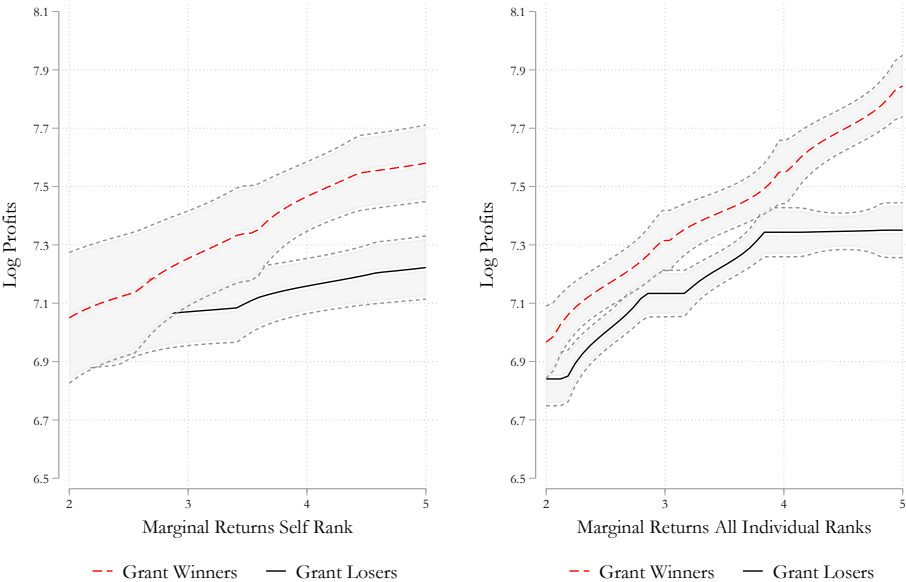 8.1
7.9
7.7
7.5
7.3
7.1
6.9
6.7
6.5
Log Profits
2 3 4 5
Marginal Returns Self Rank
Grant Winners Grant Losers
8.1
7.9
7.7
7.5
7.3
7.1
6.9
6.7
6.5
Log Profits
2 3 4 5
Marginal Returns All Individual Ranks
Grant Winners Grant Losers